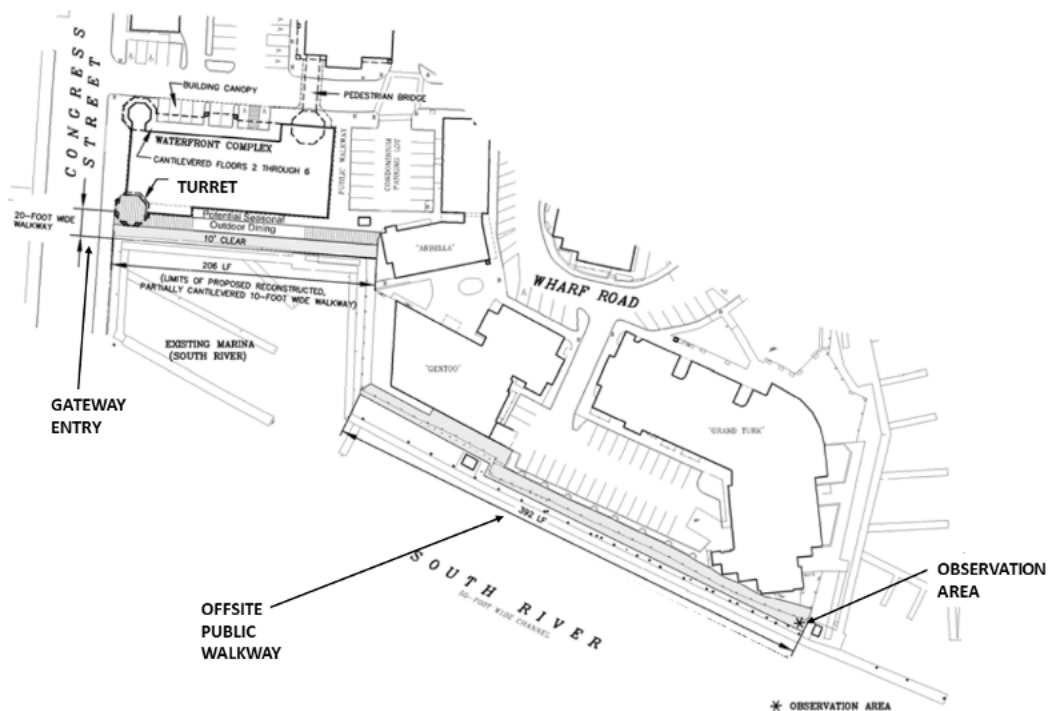 CONGRESS
STREET
BUILDING CANOPY
PEDESTRIAN BRIDGE
WATERFRONT COMPLEX
CANTILEVERED FLOORS 2 THROUGH 6
PUBLIC WALKWAY
CONDOMINIUM
PARKING LOT
TURRET
20-FOOT WIDE
WALKWAY
Potential Seasonal
Outdoor Dining
10' CLEAR
"ARBELLA"
206 LF
(LIMITS OF PROPOSED RECONSTRUCTED,
PARTIALLY CANTILEVERED 10-FOOT WIDE WALKWAY)
WHARF ROAD
EXISTING MARINA
(SOUTH RIVER)
"GENTOO"
GATEWAY
ENTRY
"GRAND TURK"
392 LF
SOUTH RIVER
50-FOOT WIDE CHANNEL
OBSERVATION
AREA
OFFSITE
PUBLIC
WALKWAY
* OBSERVATION AREA